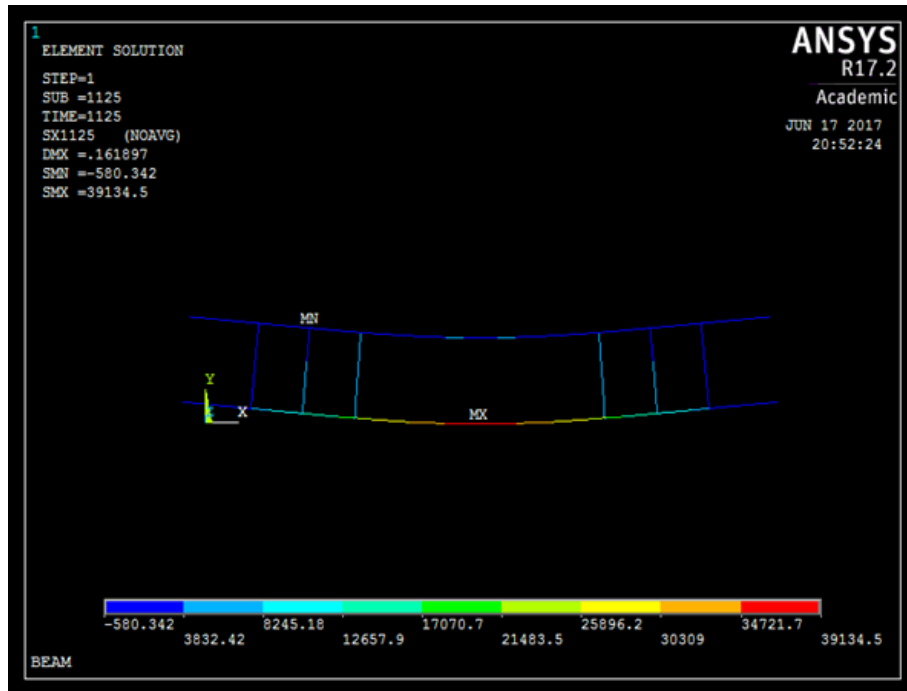 1
ELEMENT SOLUTION
STEP=1
SUB =1125
TIME=1125
SX1125 (NOAVG)
DMX =.161897
SMN =-580.342
SMX =39134.5
ANSYS
R17.2
Academic
JUN 17 2017
20:52:24
MN
Y
X
MX
-580.342 8245.18 17070.7 25896.2 34721.7
3832.42 12657.9 21483.5 30309 39134.5
BEAM